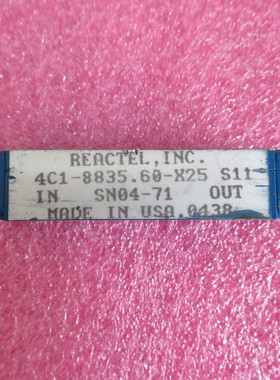 REACTEL,INC.
4C1-8835.60-X25 S11
IN SN04-71 OUT
MADE IN USA.0438